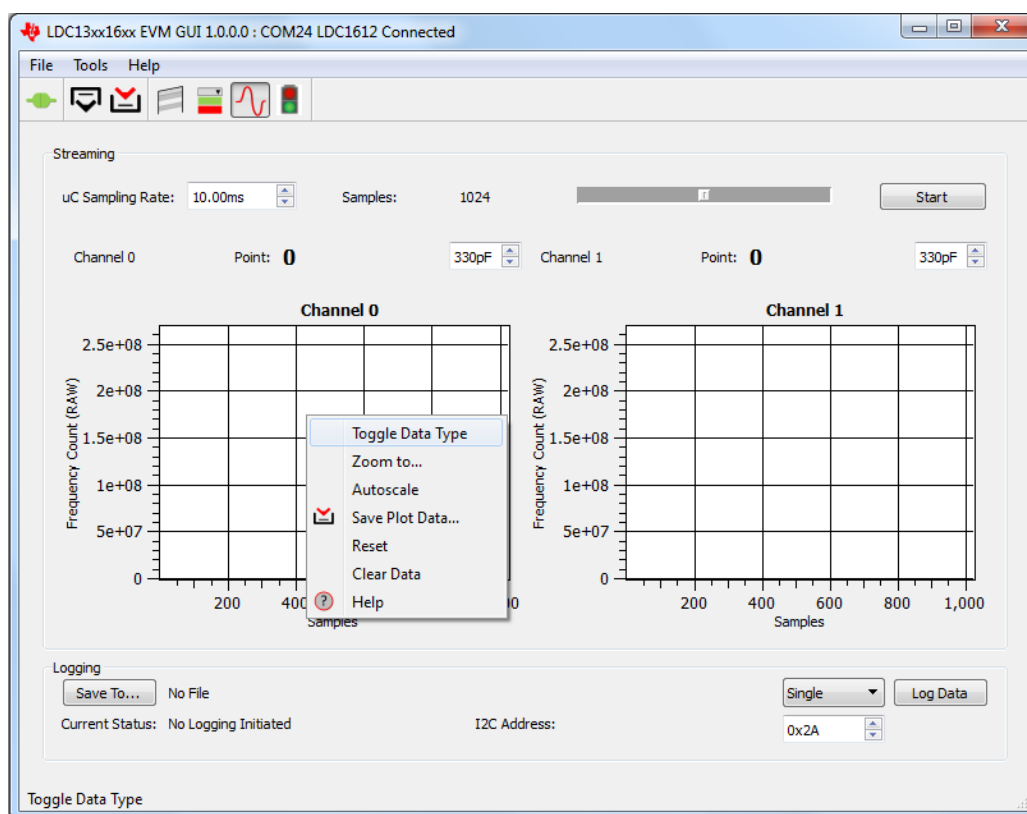 LDC13xx16xx EVM GUI 1.0.0.0 : COM24 LDC1612 Connected
File Tools Help
Streaming
uC Sampling Rate: 10.00ms Samples: 1024 Start
Channel 0 Point: 0 330pF Channel 1 Point: 0 330pF
Channel 0 Channel 1
2.5e+08 2.5e+08
2e+08 2e+08
1.5e+08 1.5e+08
1e+08 1e+08
5e+07 5e+07
0 0
Frequency Count (RAW) Frequency Count (RAW)
Toggle Data Type
Zoom to...
Autoscale
Save Plot Data...
Reset
Clear Data
? Help
200 400 00 200 400 600 800 1,000
Samples Samples
Logging
Save To... No File Single Log Data
Current Status: No Logging Initiated I2C Address: 0x2A
Toggle Data Type